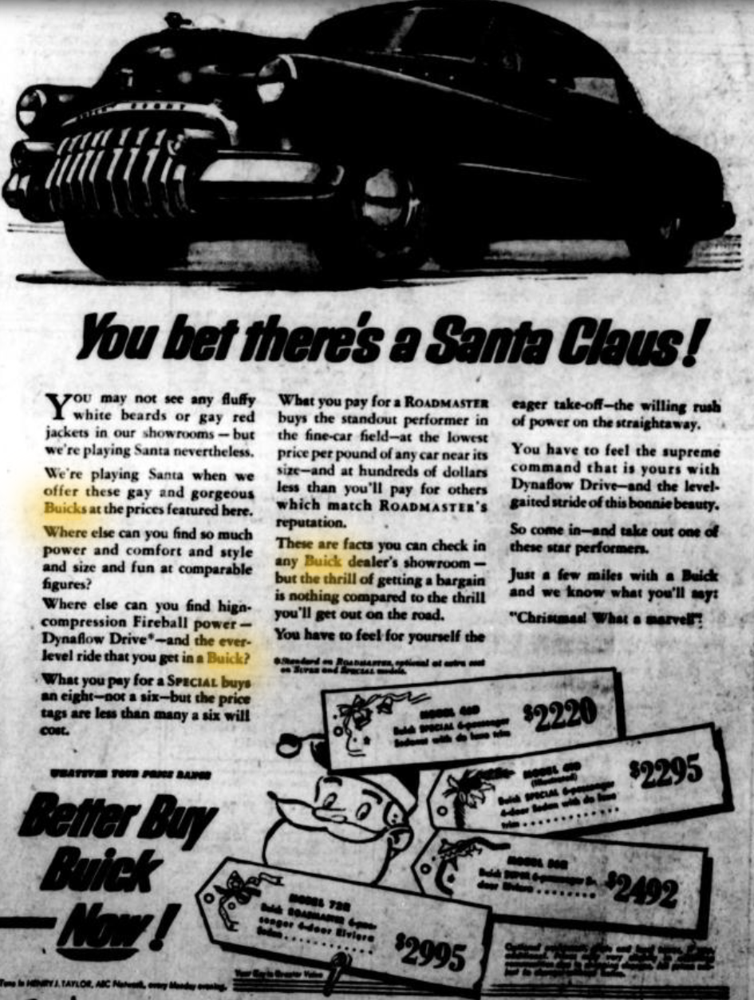 BUICK EIGHT
You bet there's a Santa Claus!
YOU may not see any fluffy
white beards or gay red
jackets in our showrooms — but
we're playing Santa nevertheless.
We're playing Santa when we
offer these gay and gorgeous
Buicks at the prices featured here.
Where else can you find so much
power and comfort and style
and size and fun at comparable
figures?
Where else can you find high-
compression Fireball power —
Dynaflow Drive*—and the ever-
level ride that you get in a Buick?
What you pay for a SPECIAL buys
an eight—not a six—but the price
tags are less than many a six will
cost.
What you pay for a ROADMASTER
buys the standout performer in
the fine-car field—at the lowest
price per pound of any car near its
size—and at hundreds of dollars
less than you'll pay for others
which match ROADMASTER'S
reputation.
These are facts you can check in
any Buick dealer's showroom —
but the thrill of getting a bargain
is nothing compared to the thrill
you'll get out on the road.
You have to feel for yourself the
*Standard on ROADMASTER, optional at extra cost
on SUPER and SPECIAL models.
eager take-off—the willing rush
of power on the straightaway.
You have to feel the supreme
command that is yours with
Dynaflow Drive—and the level-
gaited stride of this bonnie beauty.
So come in—and take out one of
these star performers.
Just a few miles with a Buick
and we know what you'll say:
"Christmas! What a marvel!"
WHATEVER YOUR PRICE RANGE
Better Buy
Buick
Now!
MODEL 46D
Buick SPECIAL 6-passenger
Sedanet with de luxe trim
$2220
(Illustrated)
Buick SPECIAL 6-passenger
4-door Sedan with de luxe
trim . . . . . . . . . . . .
$2295
Buick SUPER 6-passenger 2-
door Riviera . . . . . . . .
$2492
MODEL 72R
Buick ROADMASTER 6-pas-
senger 4-door Riviera
Sedan . . . . . . . . . . .
$2995
Your Key to Greater Value
Tune in HENRY J. TAYLOR, ABC Network, every Monday evening.